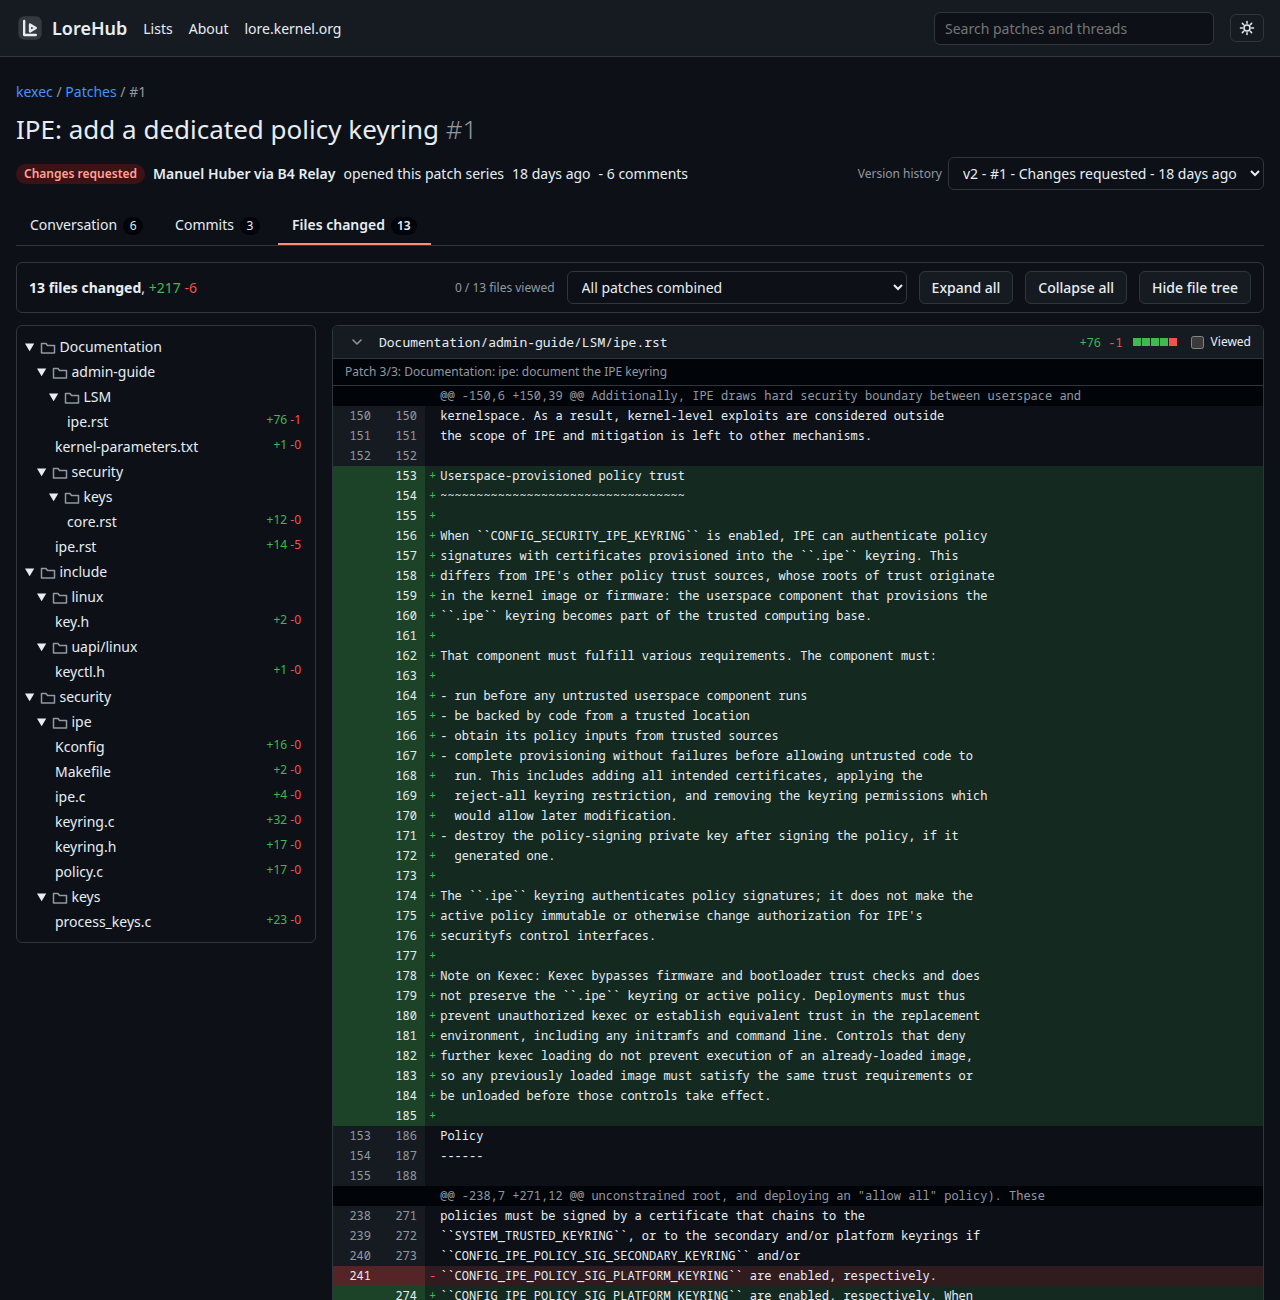 LoreHub Lists About lore.kernel.org Search patches and threads
kexec / Patches / #1
IPE: add a dedicated policy keyring #1
Changes requested Manuel Huber via B4 Relay opened this patch series 18 days ago - 6 comments Version history v2 - #1 - Changes requested - 18 days ago
Conversation 6 Commits 3 Files changed 13
13 files changed, +217 -6 0 / 13 files viewed All patches combined Expand all Collapse all Hide file tree
Documentation
admin-guide
LSM
ipe.rst +76 -1
kernel-parameters.txt +1 -0
security
keys
core.rst +12 -0
ipe.rst +14 -5
include
linux
key.h +2 -0
uapi/linux
keyctl.h +1 -0
security
ipe
Kconfig +16 -0
Makefile +2 -0
ipe.c +4 -0
keyring.c +32 -0
keyring.h +17 -0
policy.c +17 -0
keys
process_keys.c +23 -0
Documentation/admin-guide/LSM/ipe.rst +76 -1 Viewed
Patch 3/3: Documentation: ipe: document the IPE keyring
@@ -150,6 +150,39 @@ Additionally, IPE draws hard security boundary between userspace and
150 150 kernelspace. As a result, kernel-level exploits are considered outside
151 151 the scope of IPE and mitigation is left to other mechanisms.
152 152
153 + Userspace-provisioned policy trust
154 + ~~~~~~~~~~~~~~~~~~~~~~~~~~~~~~~~~~
155 +
156 + When ``CONFIG_SECURITY_IPE_KEYRING`` is enabled, IPE can authenticate policy
157 + signatures with certificates provisioned into the ``.ipe`` keyring. This
158 + differs from IPE's other policy trust sources, whose roots of trust originate
159 + in the kernel image or firmware: the userspace component that provisions the
160 + ``.ipe`` keyring becomes part of the trusted computing base.
161 +
162 + That component must fulfill various requirements. The component must:
163 +
164 + - run before any untrusted userspace component runs
165 + - be backed by code from a trusted location
166 + - obtain its policy inputs from trusted sources
167 + - complete provisioning without failures before allowing untrusted code to
168 + run. This includes adding all intended certificates, applying the
169 + reject-all keyring restriction, and removing the keyring permissions which
170 + would allow later modification.
171 + - destroy the policy-signing private key after signing the policy, if it
172 + generated one.
173 +
174 + The ``.ipe`` keyring authenticates policy signatures; it does not make the
175 + active policy immutable or otherwise change authorization for IPE's
176 + securityfs control interfaces.
177 +
178 + Note on Kexec: Kexec bypasses firmware and bootloader trust checks and does
179 + not preserve the ``.ipe`` keyring or active policy. Deployments must thus
180 + prevent unauthorized kexec or establish equivalent trust in the replacement
181 + environment, including any initramfs and command line. Controls that deny
182 + further kexec loading do not prevent execution of an already-loaded image,
183 + so any previously loaded image must satisfy the same trust requirements or
184 + be unloaded before those controls take effect.
185 +
153 186 Policy
154 187 ------
155 188
@@ -238,7 +271,12 @@ unconstrained root, and deploying an "allow all" policy). These
238 271 policies must be signed by a certificate that chains to the
239 272 ``SYSTEM_TRUSTED_KEYRING``, or to the secondary and/or platform keyrings if
240 273 ``CONFIG_IPE_POLICY_SIG_SECONDARY_KEYRING`` and/or
241 - ``CONFIG_IPE_POLICY_SIG_PLATFORM_KEYRING`` are enabled, respectively.
274 + ``CONFIG_IPE_POLICY_SIG_PLATFORM_KEYRING`` are enabled, respectively. When